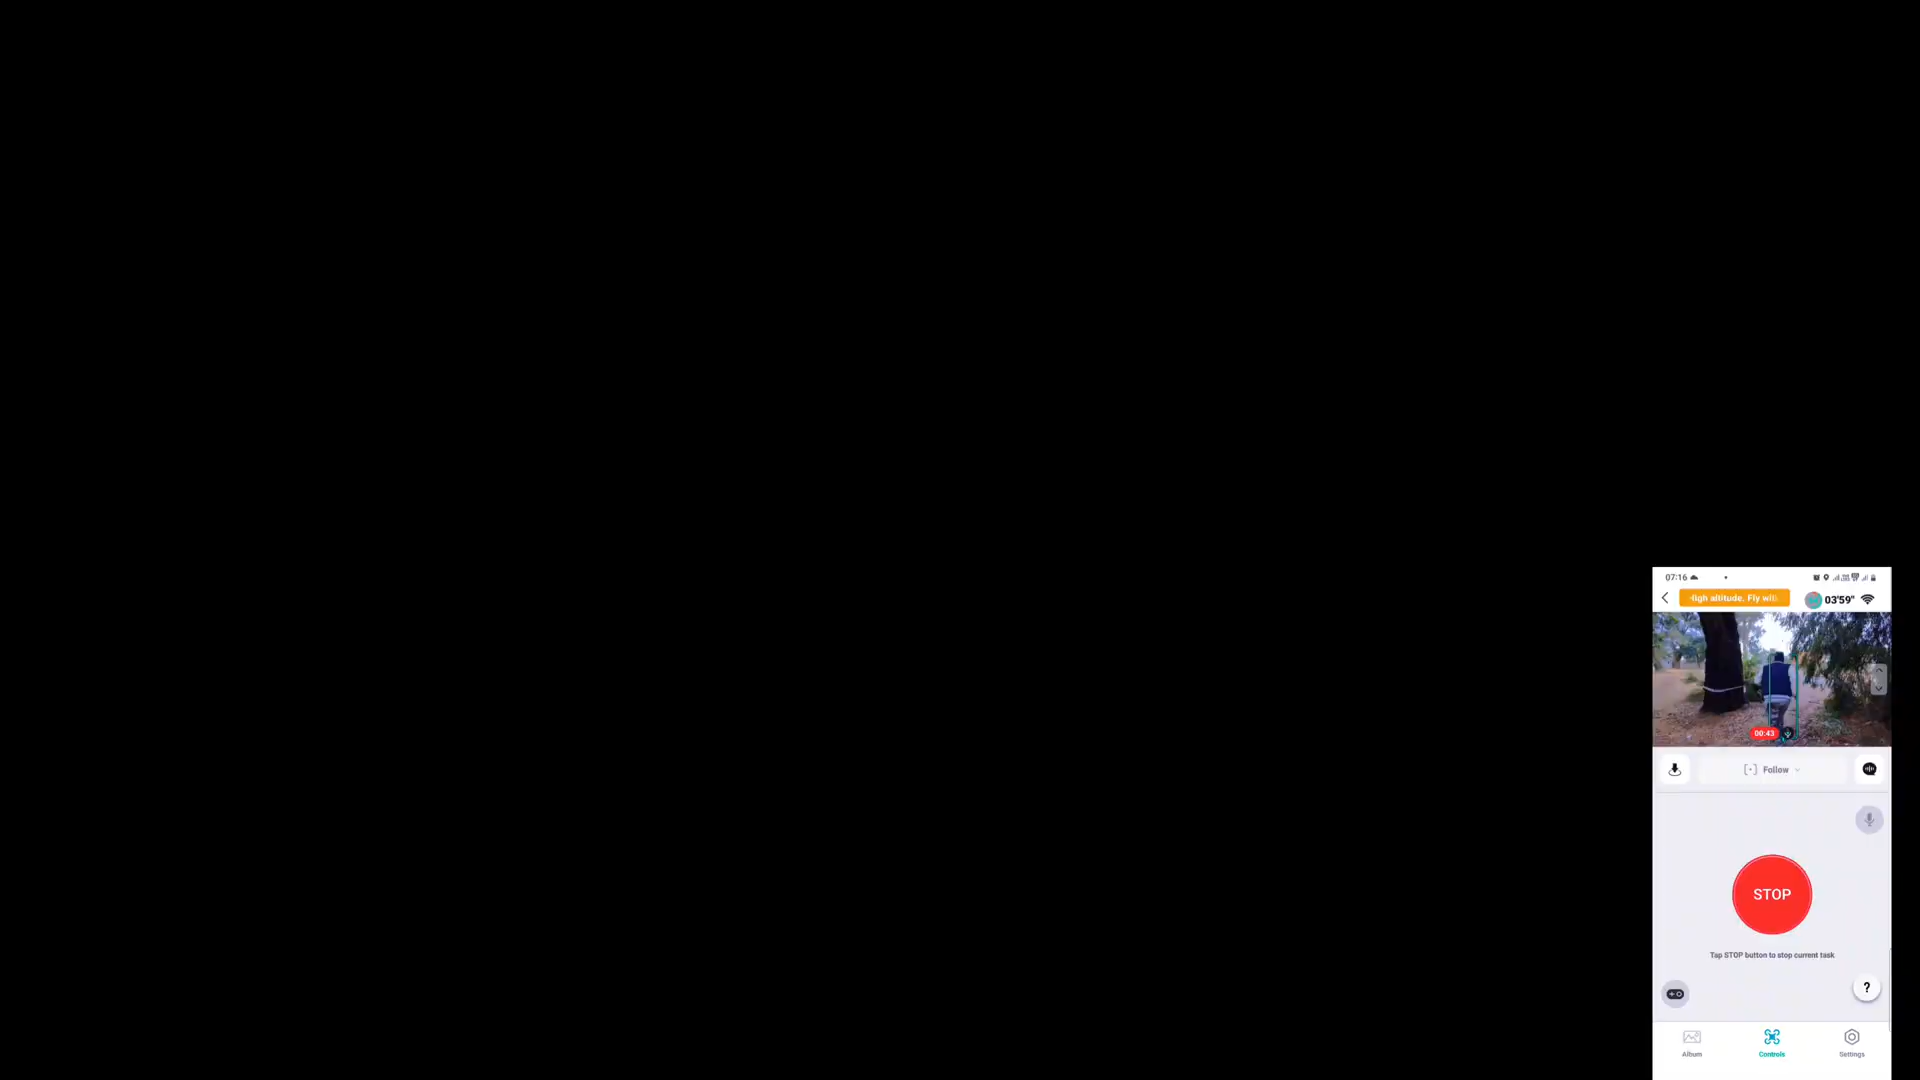 07:16
High altitude. Fly with
03'59"
00:43
Follow
STOP
Tap STOP button to stop current task
?
Album
Controls
Settings